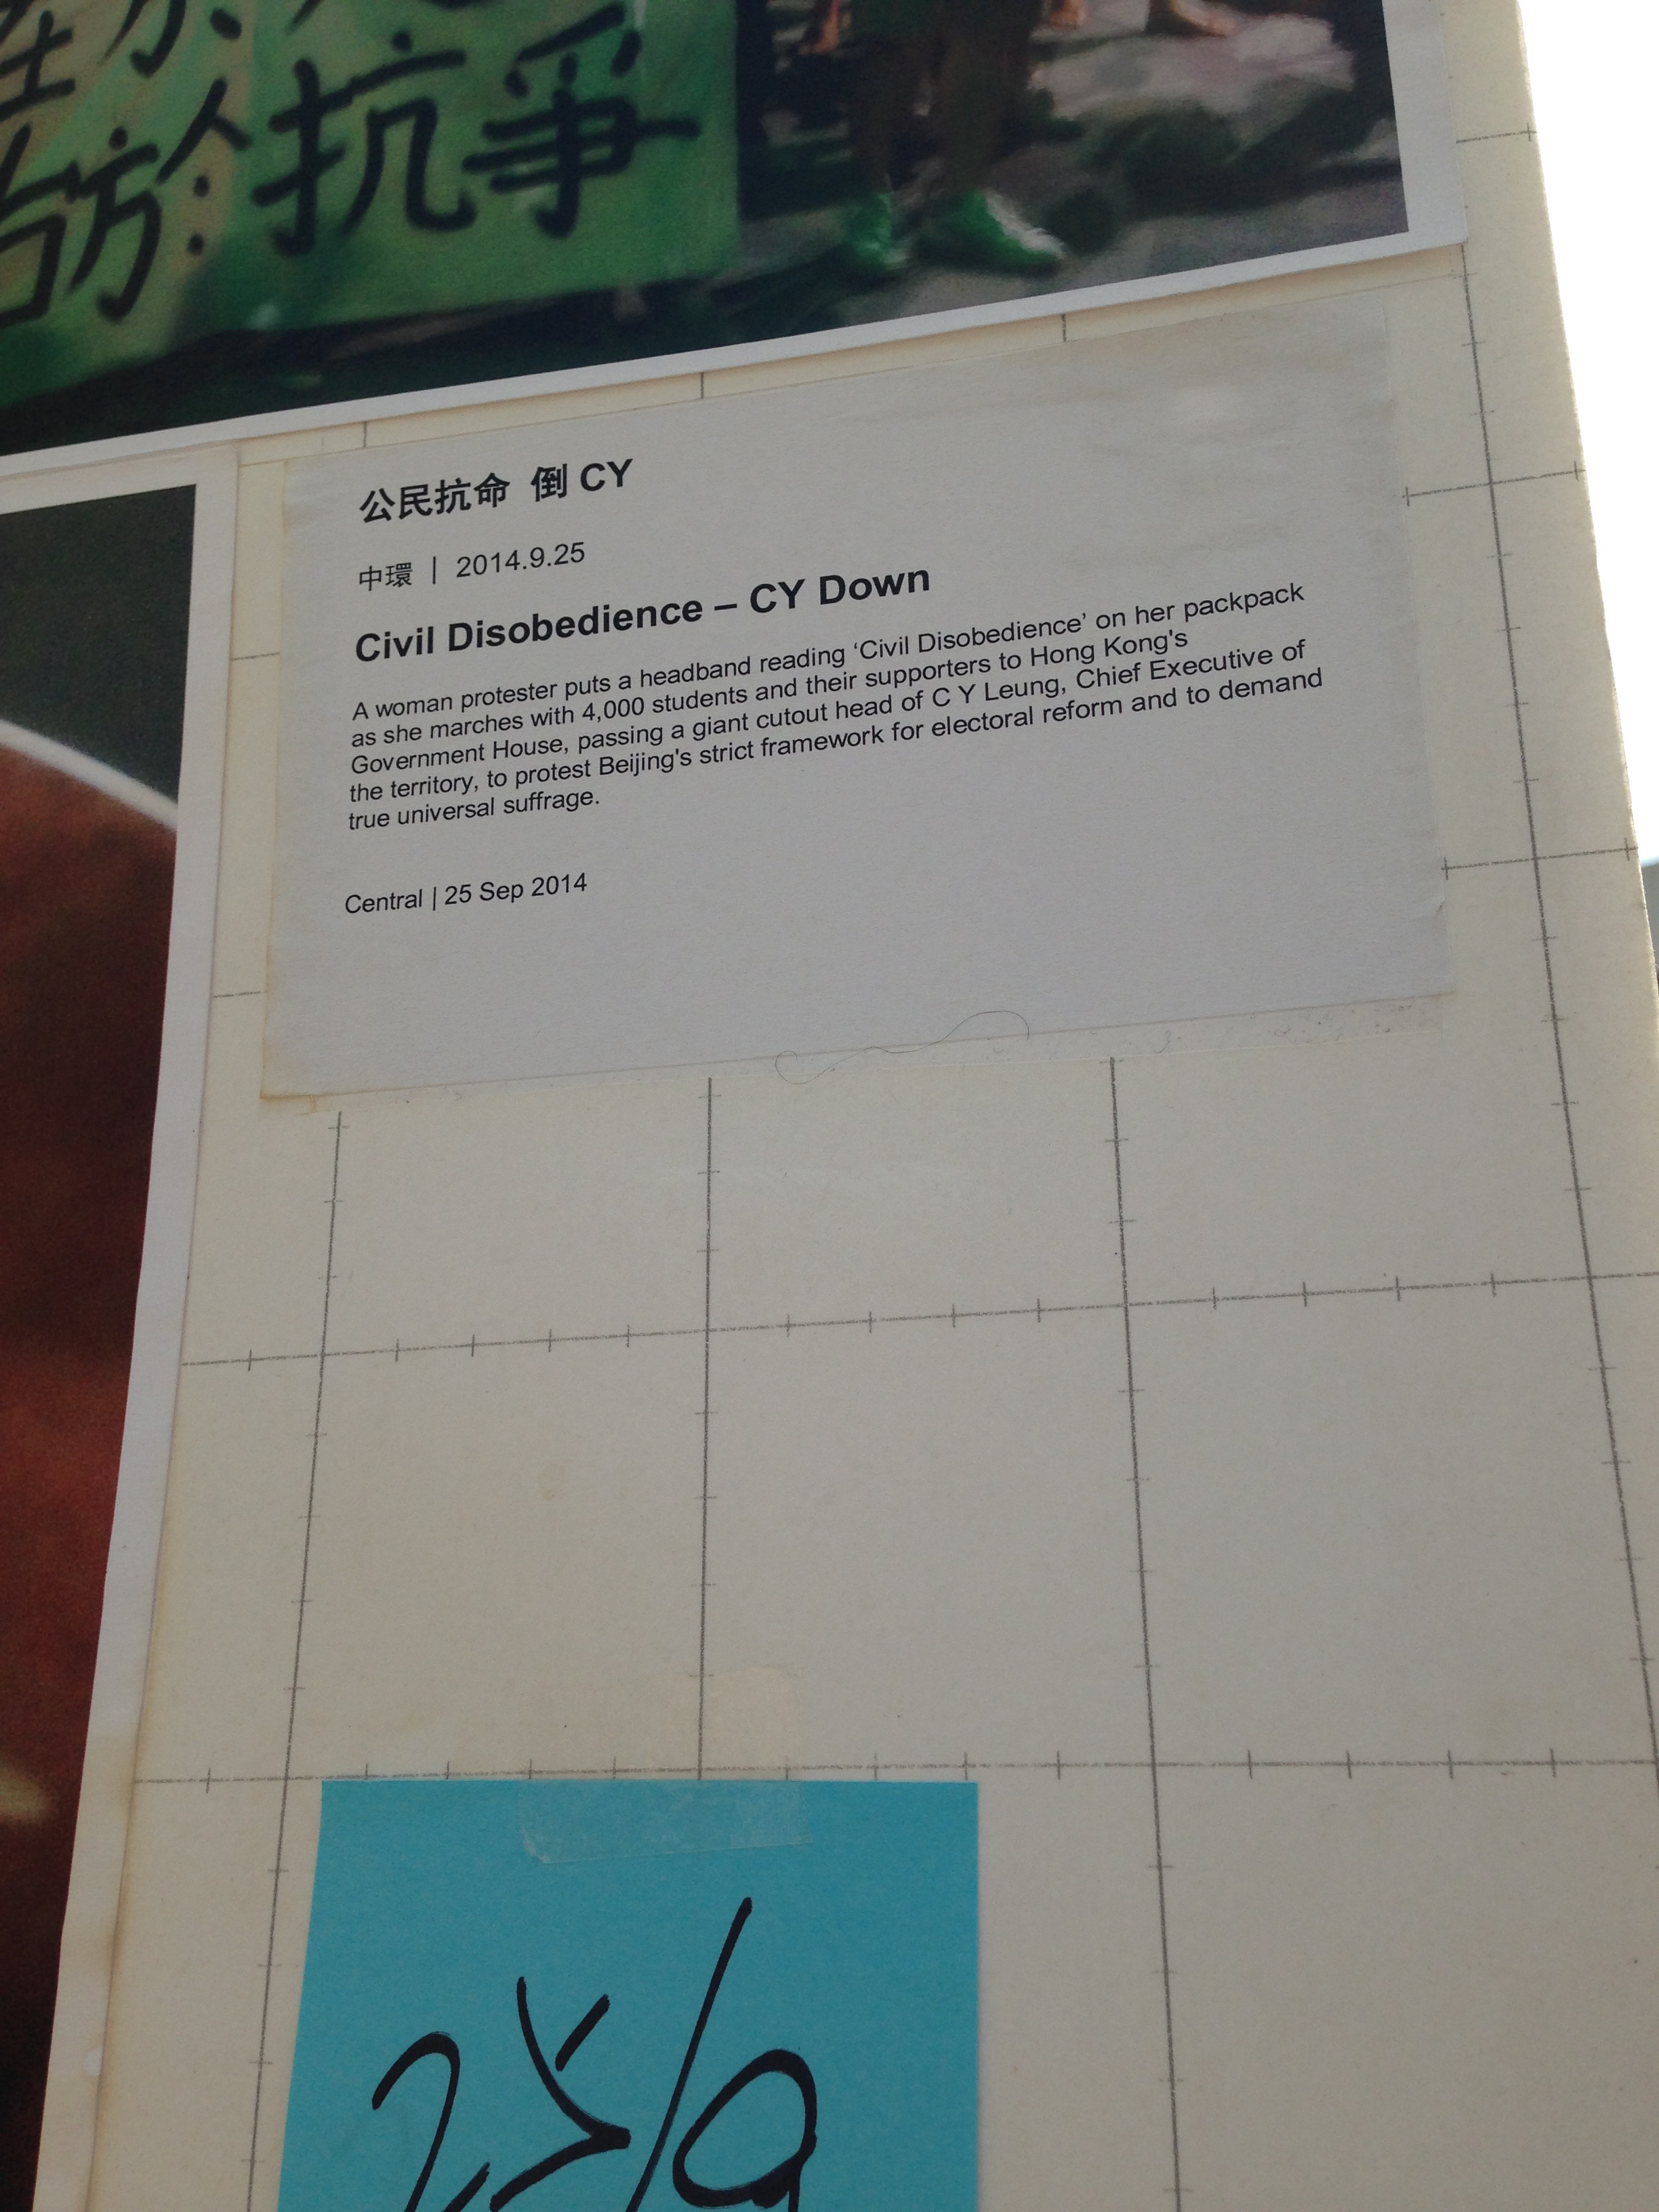 抗爭
公民抗命 倒 CY
中環 | 2014.9.25
Civil Disobedience – CY Down
A woman protester puts a headband reading ‘Civil Disobedience’ on her packpack
as she marches with 4,000 students and their supporters to Hong Kong's
Government House, passing a giant cutout head of C Y Leung, Chief Executive of
the territory, to protest Beijing's strict framework for electoral reform and to demand
true universal suffrage.
Central | 25 Sep 2014
25/9